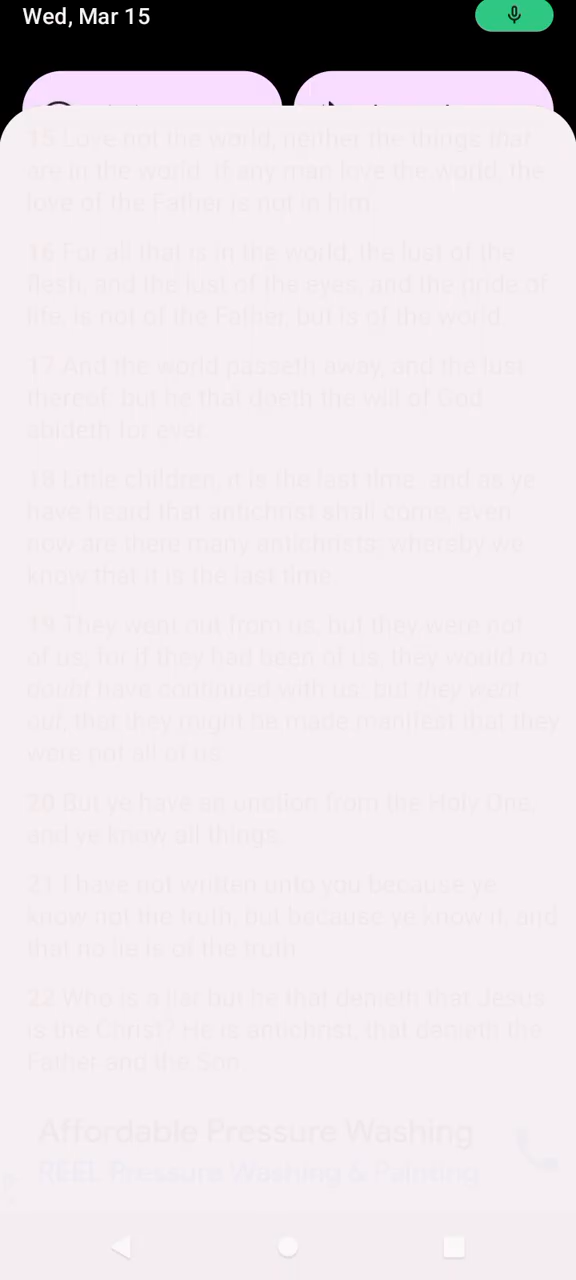 Wed, Mar 15
15 Love not the world, neither the things that
are in the world. If any man love the world, the
love of the Father is not in him.
16 For all that is in the world, the lust of the
flesh, and the lust of the eyes, and the pride of
life, is not of the Father, but is of the world.
17 And the world passeth away, and the lust
thereof: but he that doeth the will of God
abideth for ever.
18 Little children, it is the last time: and as ye
have heard that antichrist shall come, even
now are there many antichrists; whereby we
know that it is the last time.
19 They went out from us, but they were not
of us; for if they had been of us, they would no
doubt have continued with us: but they went
out, that they might be made manifest that they
were not all of us.
20 But ye have an unction from the Holy One,
and ye know all things.
21 I have not written unto you because ye
know not the truth, but because ye know it, and
that no lie is of the truth.
22 Who is a liar but he that denieth that Jesus
is the Christ? He is antichrist, that denieth the
Father and the Son.
Affordable Pressure Washing
REEL Pressure Washing & Painting